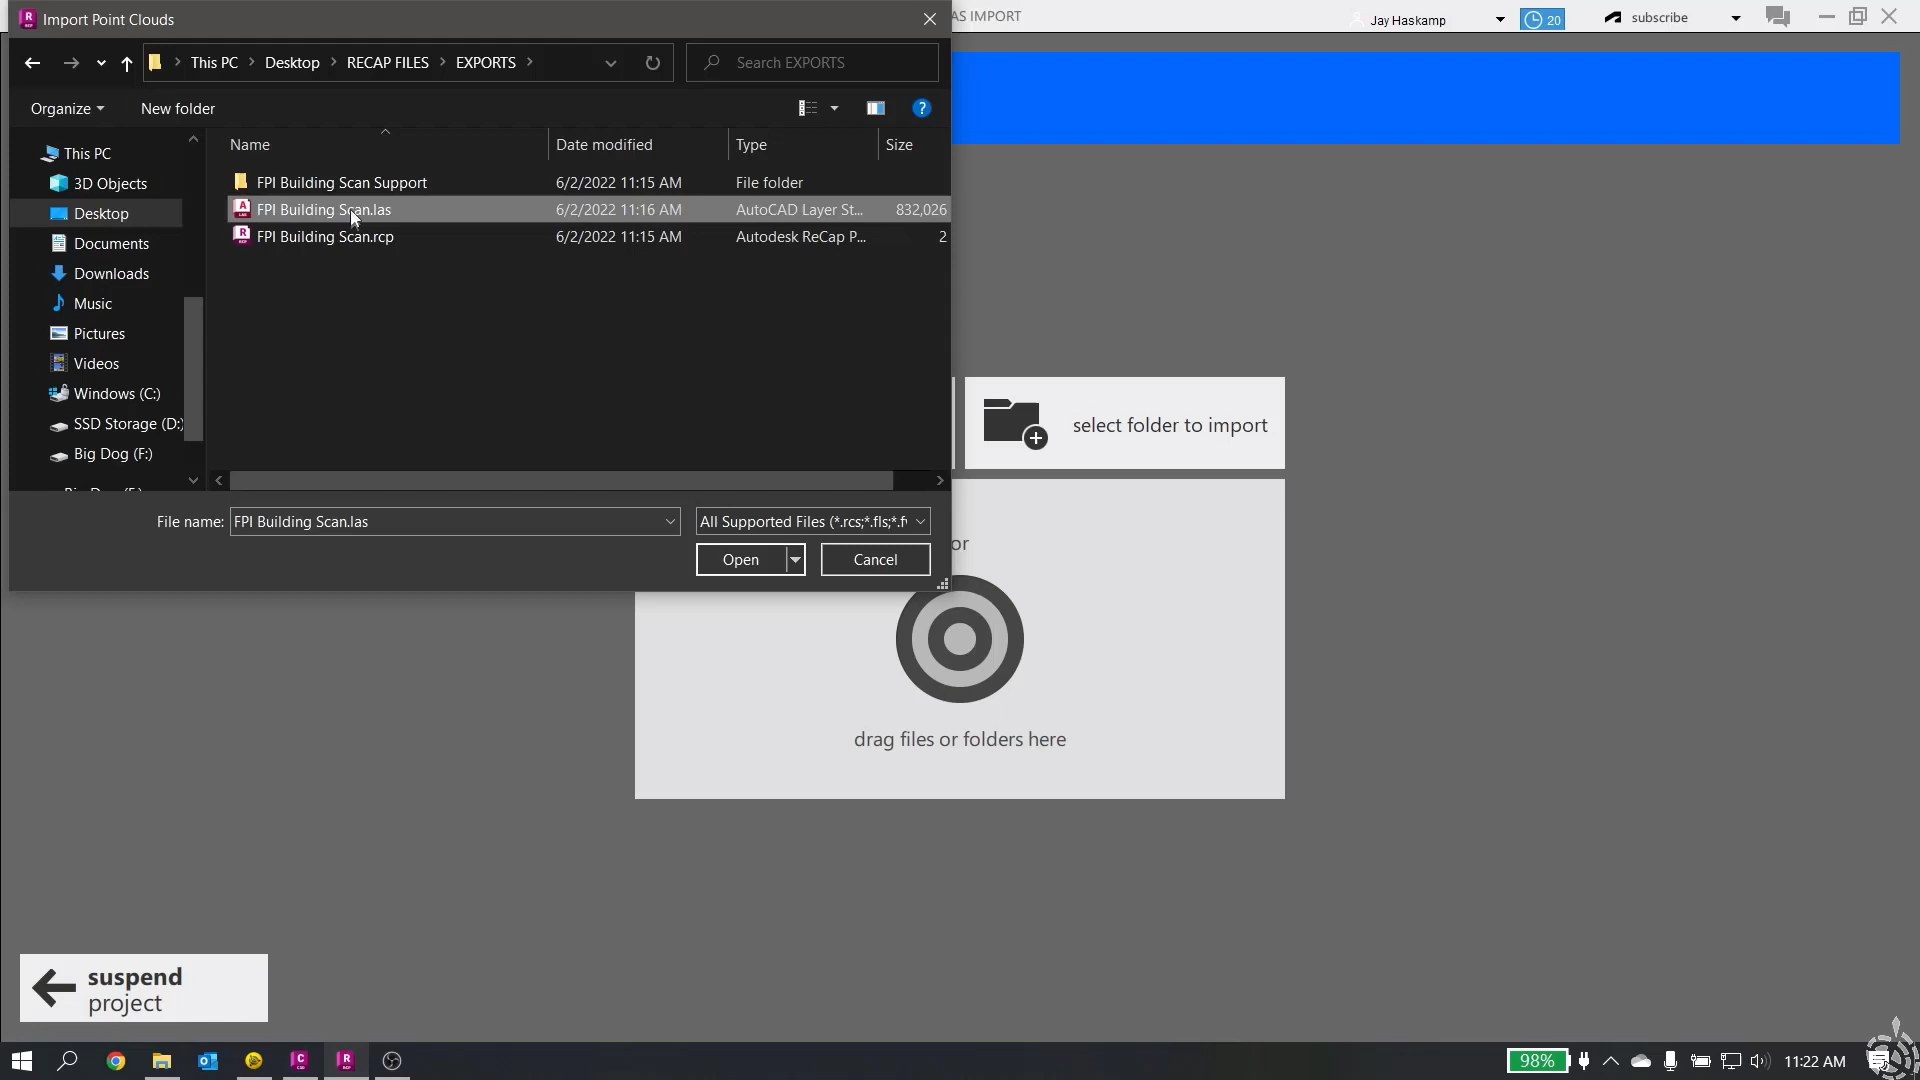 Import Point Clouds
AS IMPORT
Jay Haskamp
20
subscribe
This PC
Desktop
RECAP FILES
EXPORTS
Search EXPORTS
Organize
New folder
?
Name
Date modified
Type
Size
This PC
3D Objects
Desktop
Documents
Downloads
Music
Pictures
Videos
Windows (C:)
SSD Storage (D:)
Big Dog (F:)
FPI Building Scan Support
6/2/2022 11:15 AM
File folder
FPI Building Scan.las
6/2/2022 11:16 AM
AutoCAD Layer St...
832,026
FPI Building Scan.rcp
6/2/2022 11:15 AM
Autodesk ReCap P...
2
File name:
FPI Building Scan.las
All Supported Files (*.rcs;*.fls;*.f
Open
Cancel
select folder to import
or
drag files or folders here
suspend
project
98%
11:22 AM